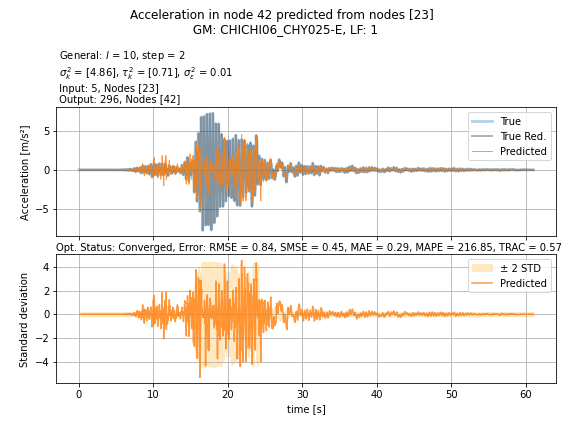 Acceleration in node 42 predicted from nodes [23]
GM: CHICHI06_CHY025-E, LF: 1
General: l = 10, step = 2
σ²ₖ = [4.86], τ²ₖ = [0.71], σ²ε = 0.01
Input: 5, Nodes [23]
Output: 296, Nodes [42]
True
True Red.
Predicted
Acceleration [m/s²]
5
0
−5
Opt. Status: Converged, Error: RMSE = 0.84, SMSE = 0.45, MAE = 0.29, MAPE = 216.85, TRAC = 0.57
± 2 STD
Predicted
Standard deviation
4
2
0
−2
−4
0 10 20 30 40 50 60
time [s]